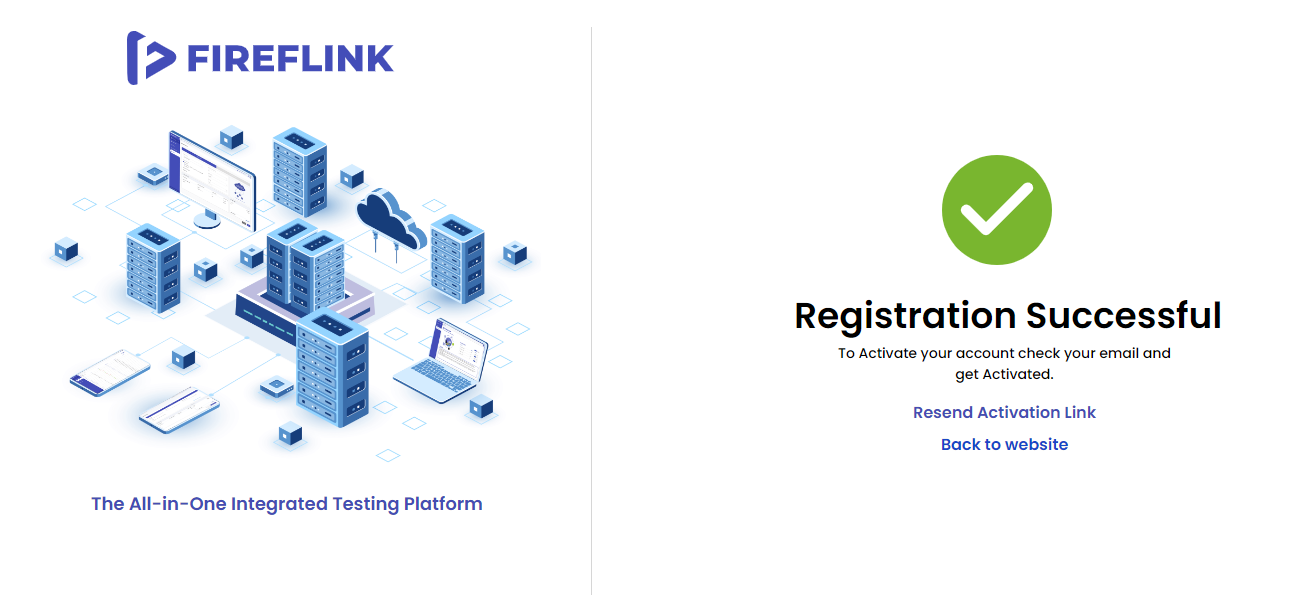 FIREFLINK
The All-in-One Integrated Testing Platform
Registration Successful
To Activate your account check your email and
get Activated.
Resend Activation Link
Back to website